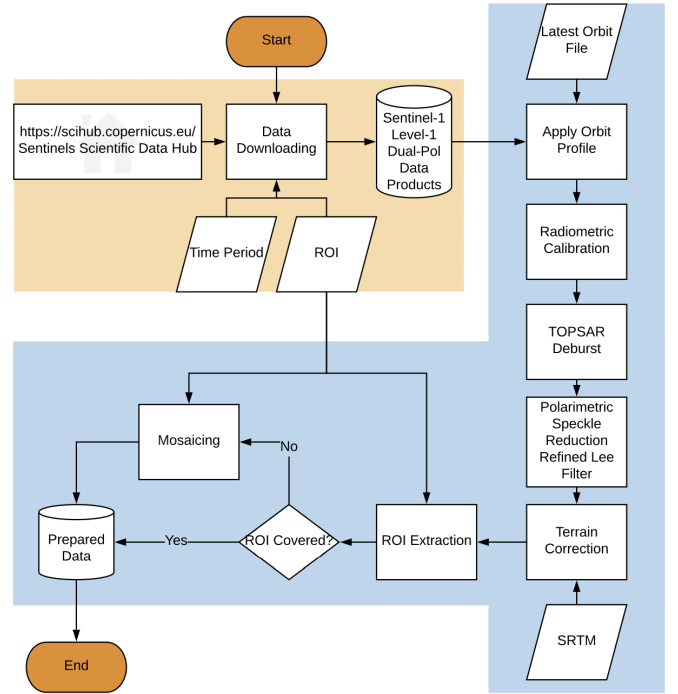 Start
Latest Orbit
File
https://scihub.copernicus.eu/
Sentinels Scientific Data Hub
Data
Downloading
Sentinel-1
Level-1
Dual-Pol
Data
Products
Apply Orbit
Profile
Time Period
ROI
Radiometric
Calibration
TOPSAR
Deburst
Mosaicing
No
Polarimetric
Speckle
Reduction
Refined Lee
Filter
Prepared
Data
Yes
ROI Covered?
ROI Extraction
Terrain
Correction
End
SRTM